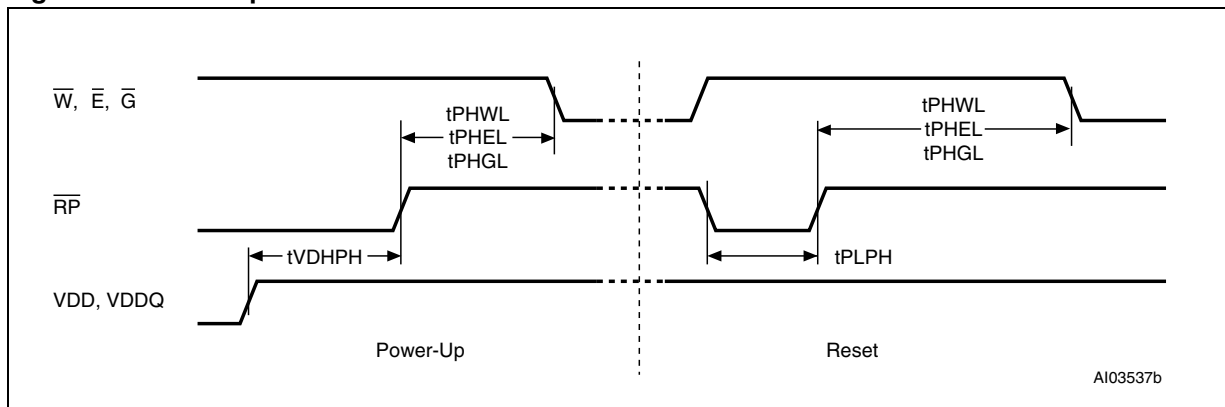 W, E, G
tPHWL
tPHEL
tPHGL
tPHWL
tPHEL
tPHGL
RP
tVDHPH
tPLPH
VDD, VDDQ
Power-Up
Reset
AI03537b